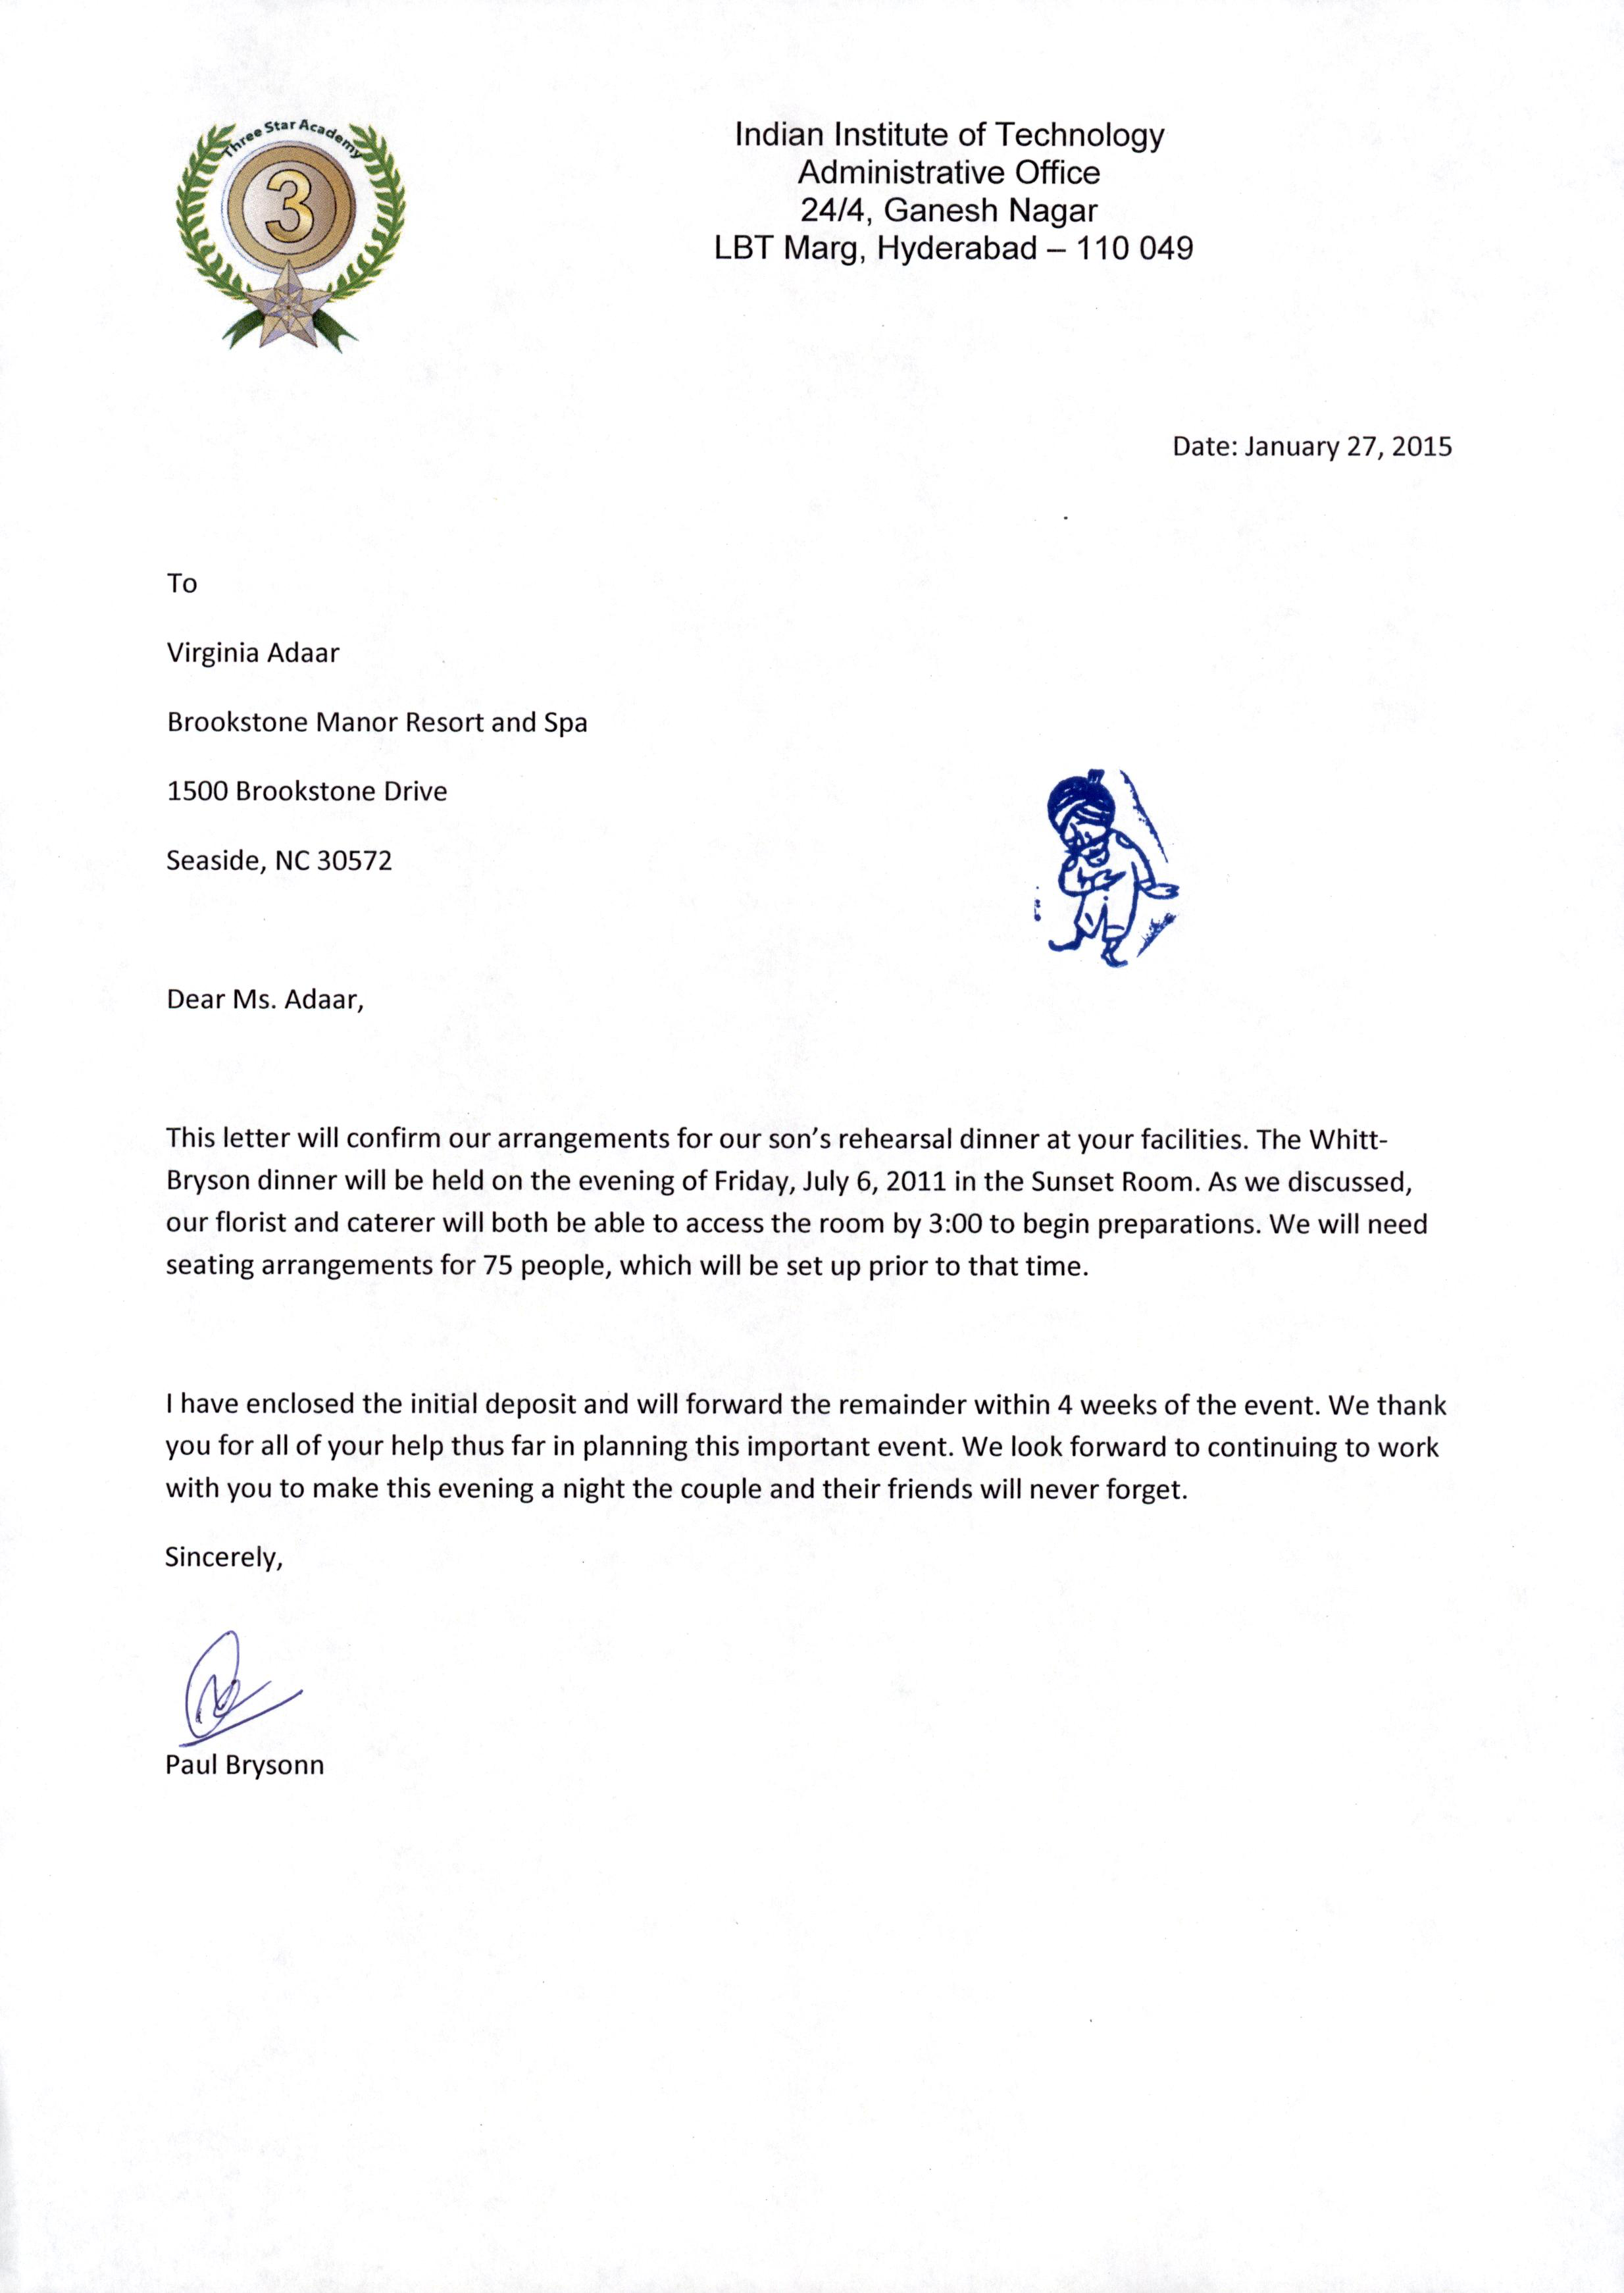 Three Star Academy
3
Indian Institute of Technology
Administrative Office
24/4, Ganesh Nagar
LBT Marg, Hyderabad – 110 049
Date: January 27, 2015
To
Virginia Adaar
Brookstone Manor Resort and Spa
1500 Brookstone Drive
Seaside, NC 30572
Dear Ms. Adaar,
This letter will confirm our arrangements for our son’s rehearsal dinner at your facilities. The Whitt-
Bryson dinner will be held on the evening of Friday, July 6, 2011 in the Sunset Room. As we discussed,
our florist and caterer will both be able to access the room by 3:00 to begin preparations. We will need
seating arrangements for 75 people, which will be set up prior to that time.
I have enclosed the initial deposit and will forward the remainder within 4 weeks of the event. We thank
you for all of your help thus far in planning this important event. We look forward to continuing to work
with you to make this evening a night the couple and their friends will never forget.
Sincerely,
Paul Brysonn